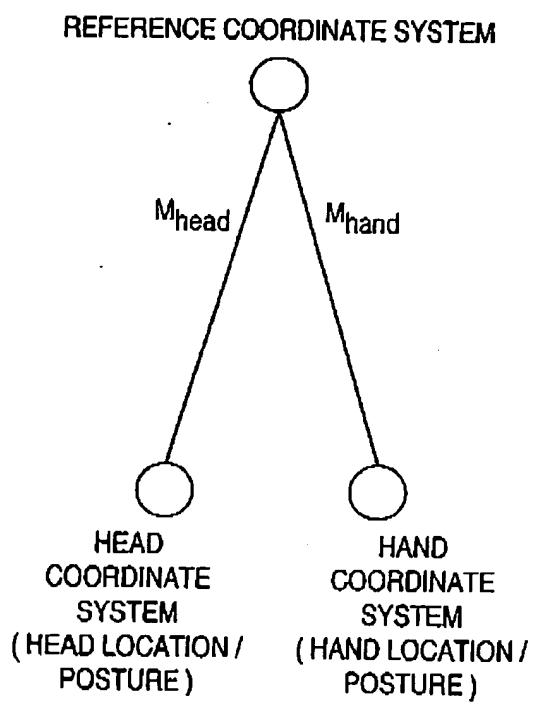 REFERENCE COORDINATE SYSTEM
Mhead
Mhand
HEAD
COORDINATE
SYSTEM
( HEAD LOCATION /
POSTURE )
HAND
COORDINATE
SYSTEM
( HAND LOCATION /
POSTURE )